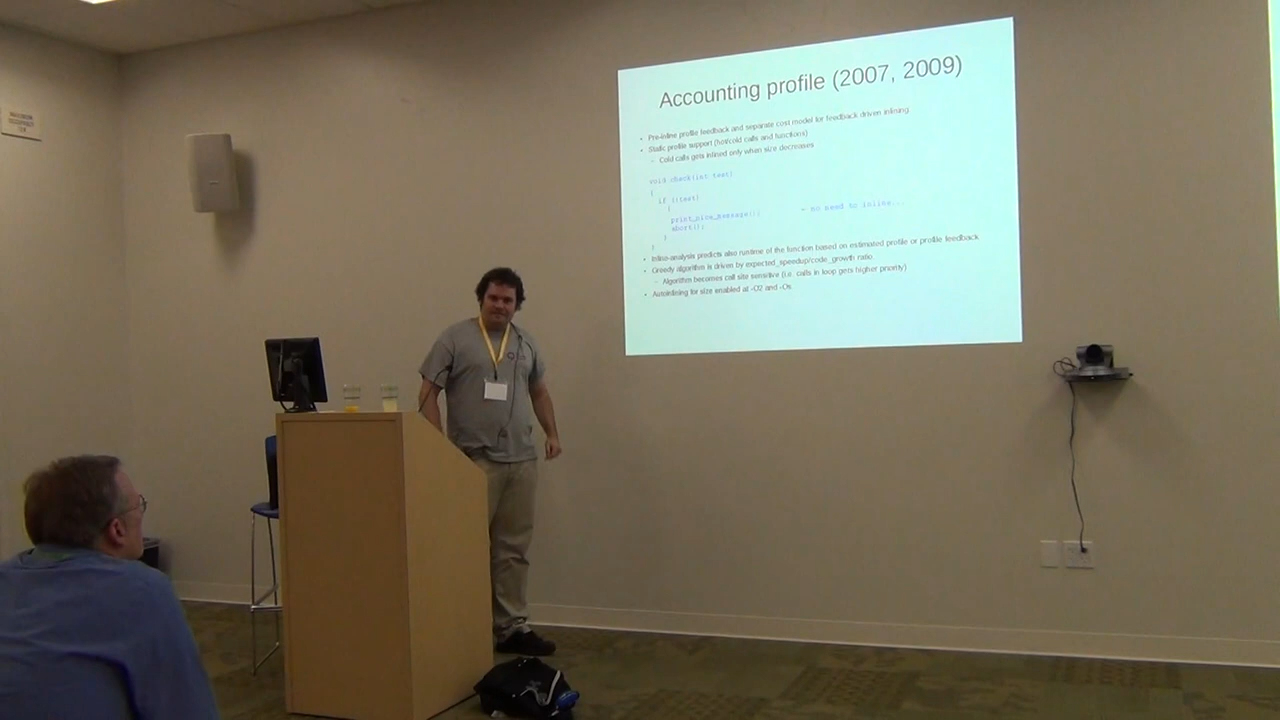 MAXIMUM
OCCUPANCY
Accounting profile (2007, 2009)
• Pre-inline profile feedback and separate cost model for feedback driven inlining
• Static profile support (hot/cold calls and functions)
– Cold calls gets inlined only when size decreases
void check(int test)
{
if (!test)
{
print_nice_message(); ← no need to inline...
abort();
}
}
• Inline-analysis predicts also runtime of the function based on estimated profile or profile feedback
• Greedy algorithm is driven by expected_speedup/code_growth ratio
– Algorithm becomes call site sensitive (i.e. calls in loop gets higher priority)
• Autoinlining for size enabled at -O2 and -Os